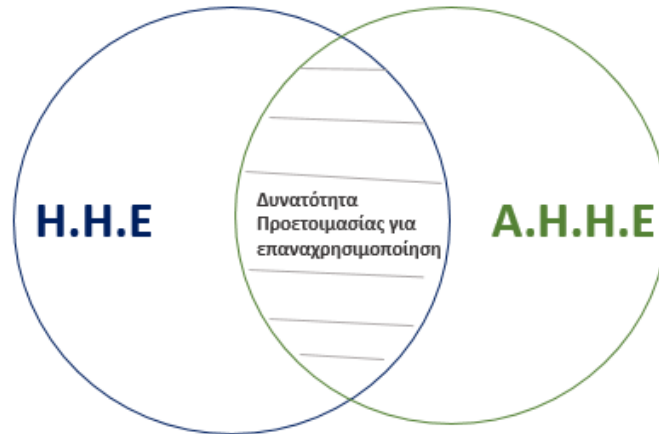 Η.Η.Ε
Δυνατότητα
Προετοιμασίας για
επαναχρησιμοποίηση
Α.Η.Η.Ε